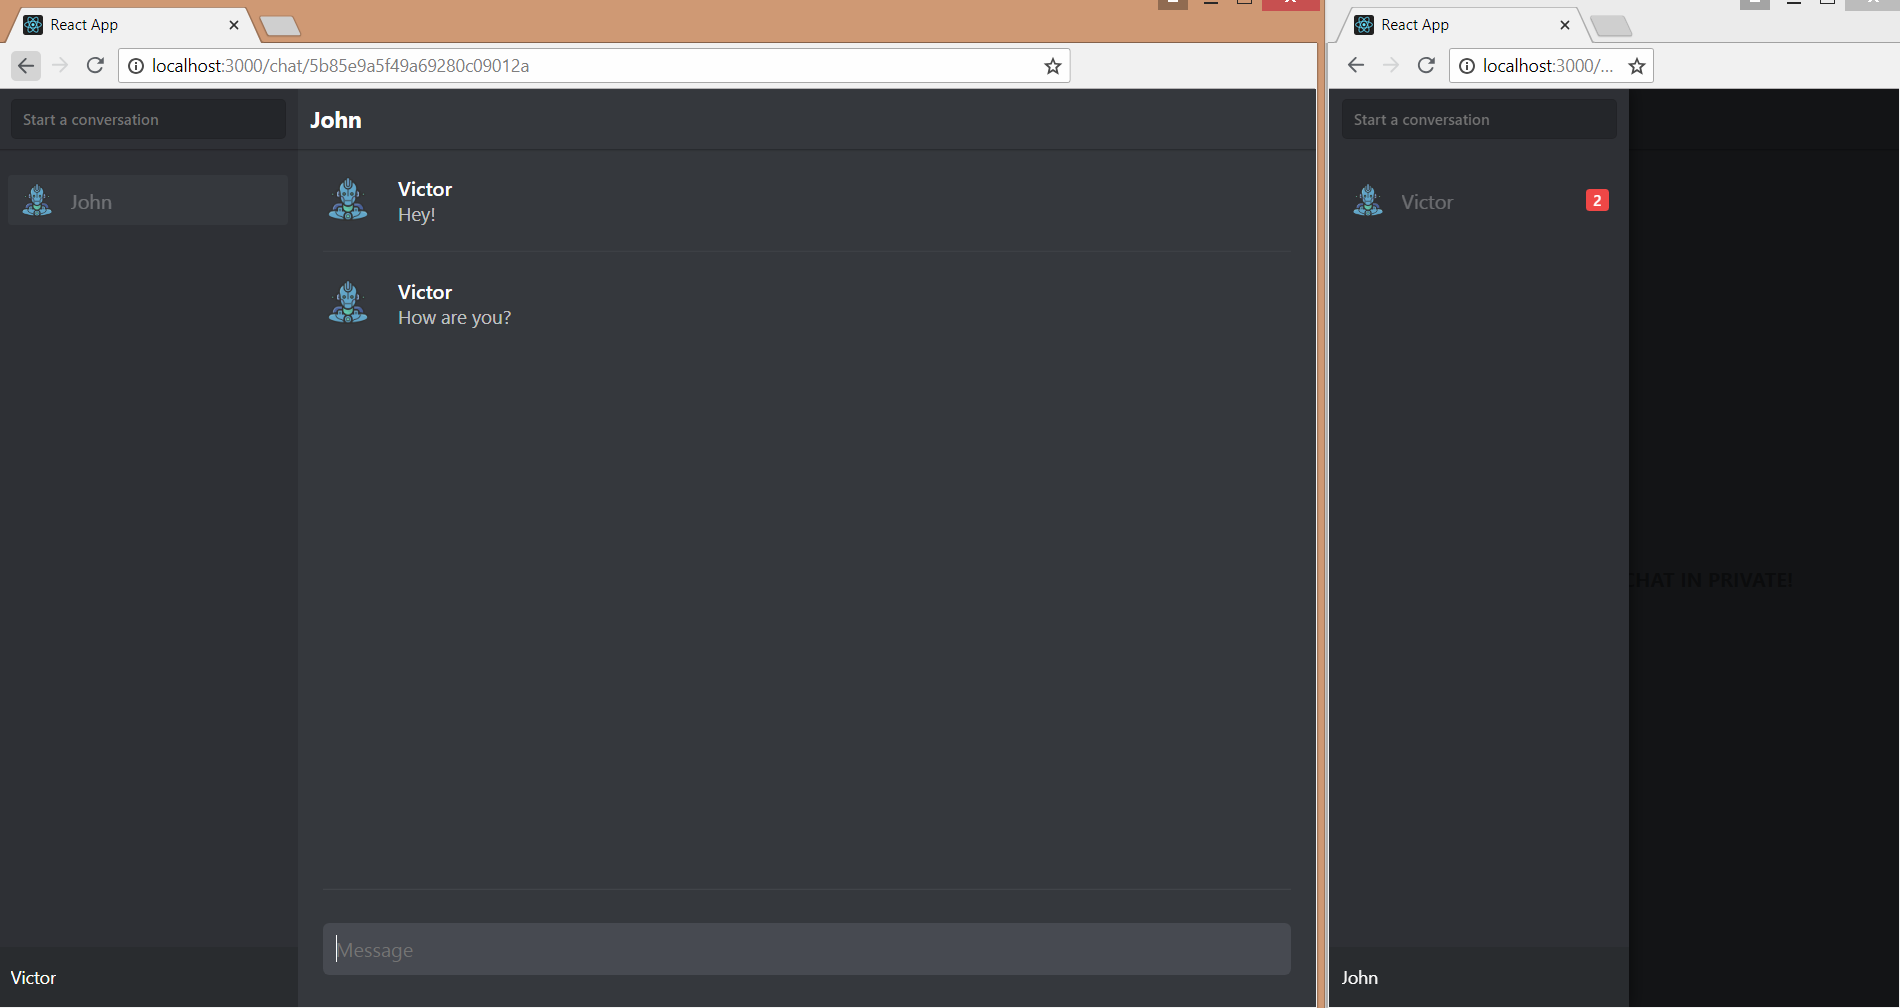 React App
localhost:3000/chat/5b85e9a5f49a69280c09012a
Start a conversation
John
John
Victor
Hey!
Victor
How are you?
Message
Victor
React App
localhost:3000/...
Start a conversation
Victor
2
CHAT IN PRIVATE!
John